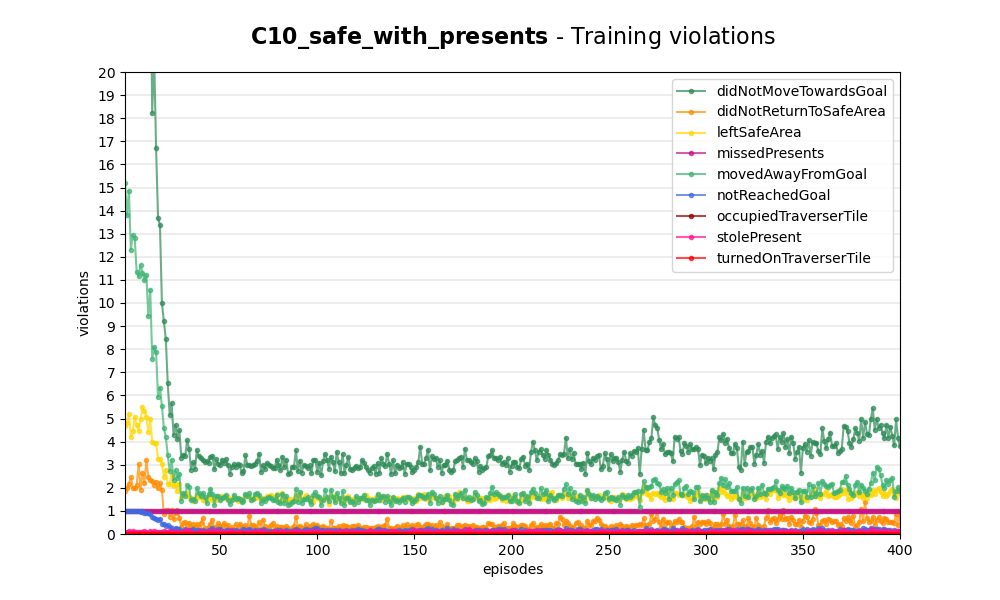 C10_safe_with_presents - Training violations
violations
20
19
18
17
16
15
14
13
12
11
10
9
8
7
6
5
4
3
2
1
0
didNotMoveTowardsGoal
didNotReturnToSafeArea
leftSafeArea
missedPresents
movedAwayFromGoal
notReachedGoal
occupiedTraverserTile
stolePresent
turnedOnTraverserTile
50 100 150 200 250 300 350 400
episodes